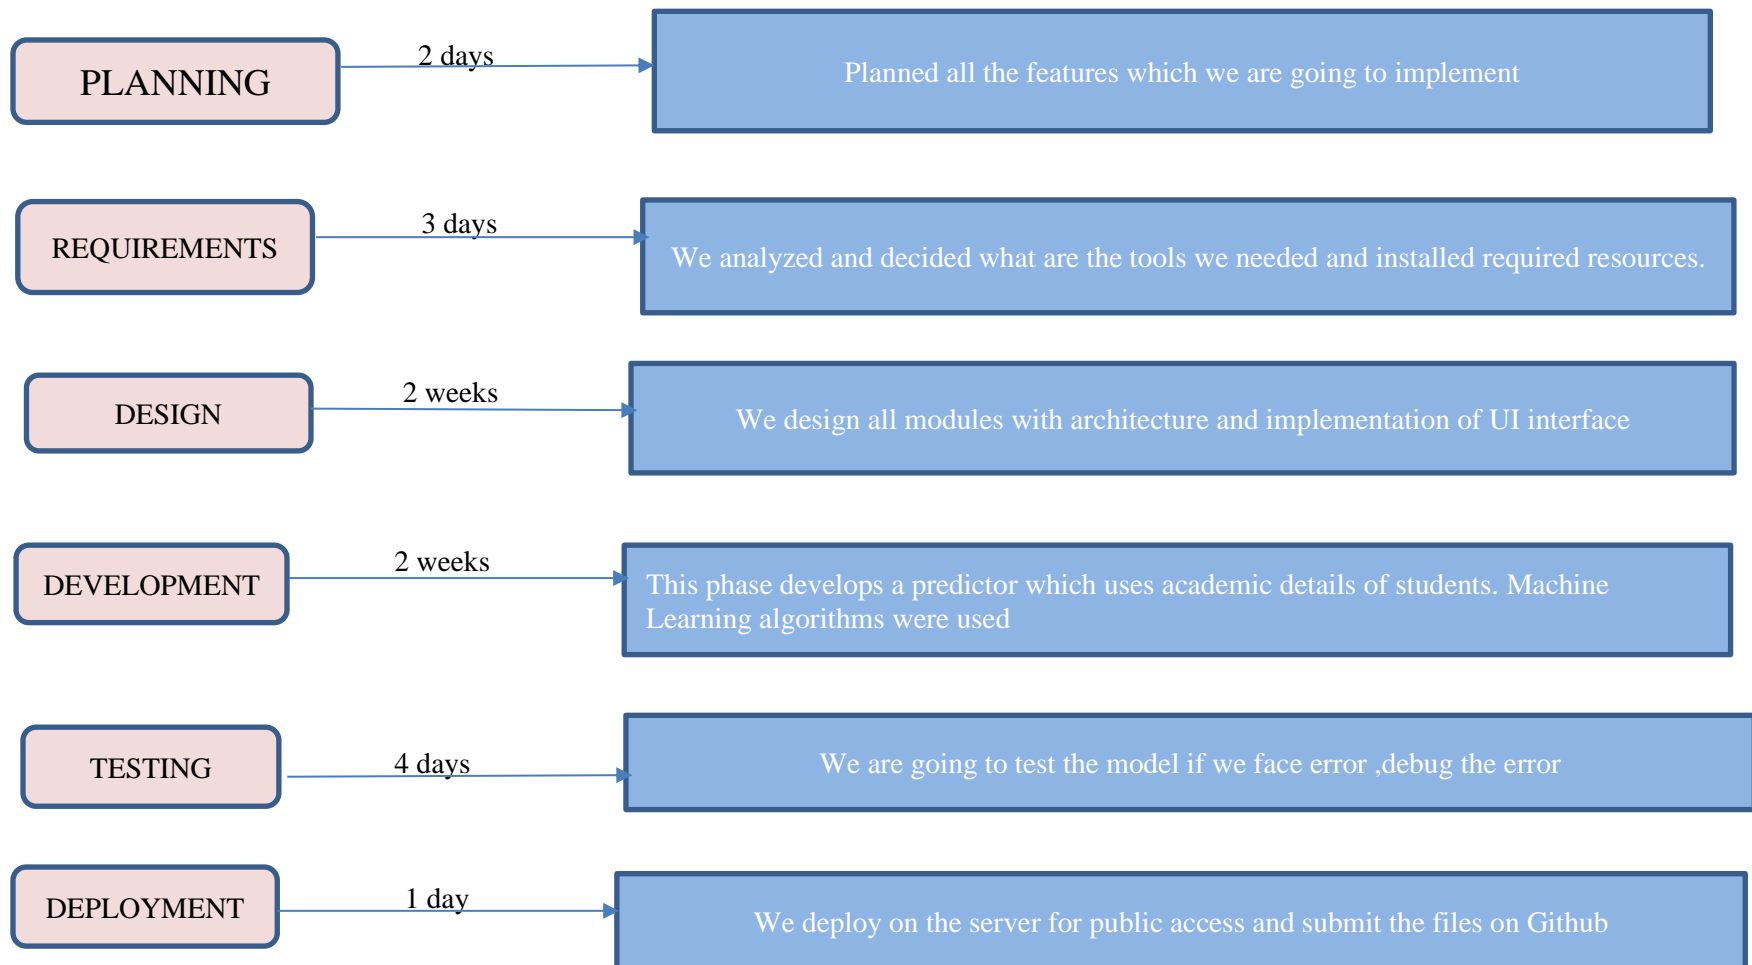 PLANNING
2 days
Planned all the features which we are going to implement
REQUIREMENTS
3 days
We analyzed and decided what are the tools we needed and installed required resources.
DESIGN
2 weeks
We design all modules with architecture and implementation of UI interface
DEVELOPMENT
2 weeks
This phase develops a predictor which uses academic details of students. Machine
Learning algorithms were used
TESTING
4 days
We are going to test the model if we face error ,debug the error
DEPLOYMENT
1 day
We deploy on the server for public access and submit the files on Github